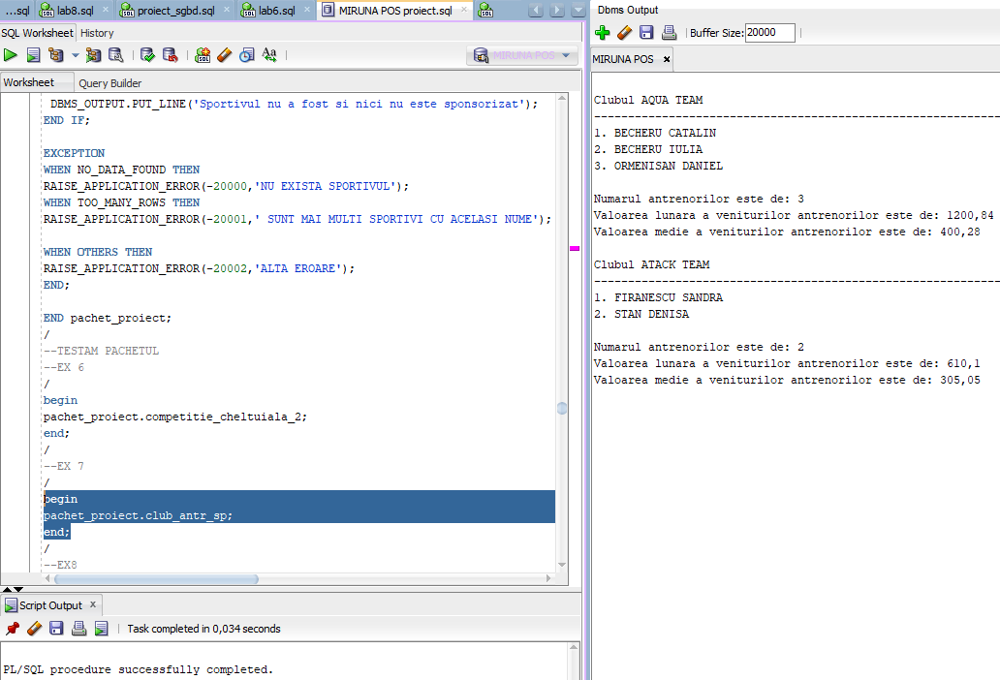 ...sql lab8.sql proiect_sgbd.sql lab6.sql MIRUNA POS proiect.sql
SQL Worksheet History
MIRUNA POS
Worksheet Query Builder
DBMS_OUTPUT.PUT_LINE('Sportivul nu a fost si nici nu este sponsorizat');
END IF;
EXCEPTION
WHEN NO_DATA_FOUND THEN
RAISE_APPLICATION_ERROR(-20000,'NU EXISTA SPORTIVUL');
WHEN TOO_MANY_ROWS THEN
RAISE_APPLICATION_ERROR(-20001,' SUNT MAI MULTI SPORTIVI CU ACELASI NUME');
WHEN OTHERS THEN
RAISE_APPLICATION_ERROR(-20002,'ALTA EROARE');
END;
END pachet_proiect;
/
--TESTAM PACHETUL
--EX 6
/
begin
pachet_proiect.competitie_cheltuiala_2;
end;
/
--EX 7
/
begin
pachet_proiect.club_antr_sp;
end;
/
--EX8
Script Output
Task completed in 0,034 seconds
PL/SQL procedure successfully completed.
Dbms Output
Buffer Size: 20000
MIRUNA POS
Clubul AQUA TEAM
--------------------------------------------------------------
1. BECHERU CATALIN
2. BECHERU IULIA
3. ORMENISAN DANIEL
Numarul antrenorilor este de: 3
Valoarea lunara a veniturilor antrenorilor este de: 1200,84
Valoarea medie a veniturilor antrenorilor este de: 400,28
Clubul ATACK TEAM
--------------------------------------------------------------
1. FIRANESCU SANDRA
2. STAN DENISA
Numarul antrenorilor este de: 2
Valoarea lunara a veniturilor antrenorilor este de: 610,1
Valoarea medie a veniturilor antrenorilor este de: 305,05